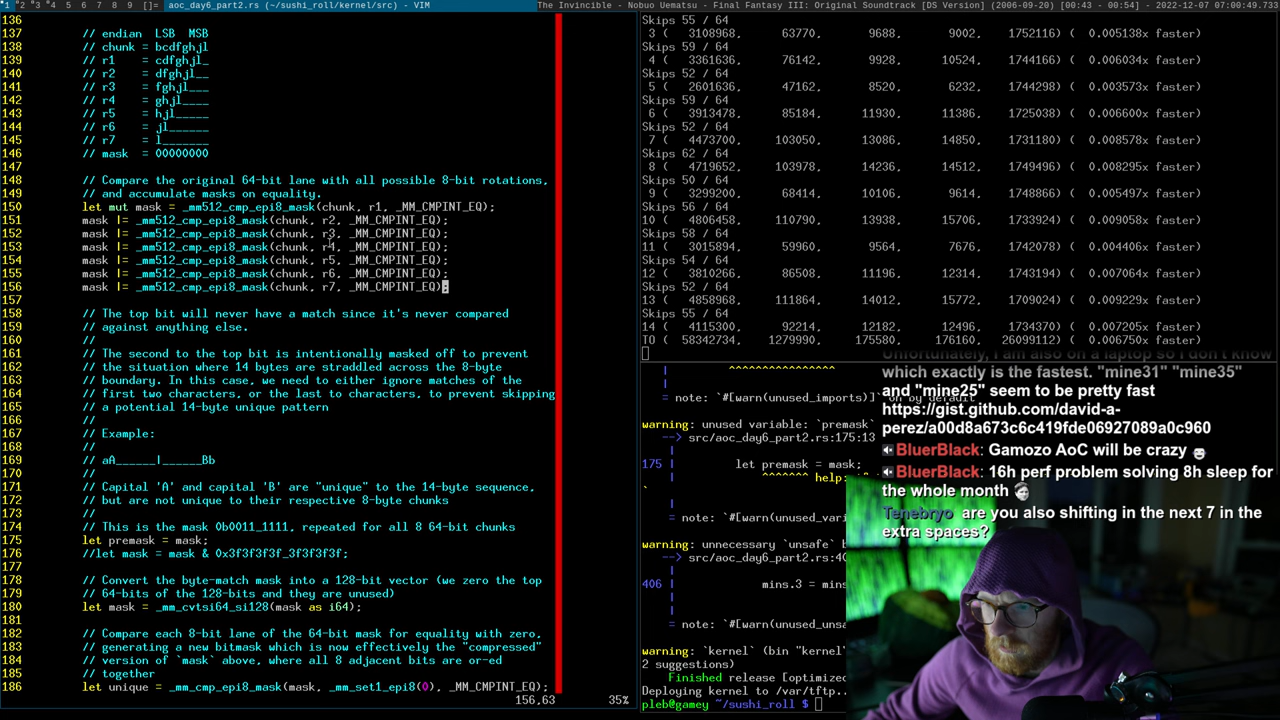 1 2 3 4 5 6 7 8 9 []= aoc_day6_part2.rs (~/sushi_roll/kernel/src) - VIM
The Invincible - Nobuo Uematsu - Final Fantasy III: Original Soundtrack [DS Version] (2006-09-20) [00:43 - 00:54] - 2022-12-07 07:00:49.733
136
137 // endian LSB MSB
138 // chunk = bcdfghjl
139 // r1 = cdfghjl_
140 // r2 = dfghjl__
141 // r3 = fghjl___
142 // r4 = ghjl____
143 // r5 = hjl_____
144 // r6 = jl______
145 // r7 = l_______
146 // mask = 00000000
147
148 // Compare the original 64-bit lane with all possible 8-bit rotations,
149 // and accumulate masks on equality.
150 let mut mask = _mm512_cmp_epi8_mask(chunk, r1, _MM_CMPINT_EQ);
151 mask |= _mm512_cmp_epi8_mask(chunk, r2, _MM_CMPINT_EQ);
152 mask |= _mm512_cmp_epi8_mask(chunk, r3, _MM_CMPINT_EQ);
153 mask |= _mm512_cmp_epi8_mask(chunk, r4, _MM_CMPINT_EQ);
154 mask |= _mm512_cmp_epi8_mask(chunk, r5, _MM_CMPINT_EQ);
155 mask |= _mm512_cmp_epi8_mask(chunk, r6, _MM_CMPINT_EQ);
156 mask |= _mm512_cmp_epi8_mask(chunk, r7, _MM_CMPINT_EQ);
157
158 // The top bit will never have a match since it's never compared
159 // against anything else.
160 //
161 // The second to the top bit is intentionally masked off to prevent
162 // the situation where 14 bytes are straddled across the 8-byte
163 // boundary. In this case, we need to either ignore matches of the
164 // first two characters, or the last to characters, to prevent skipping
165 // a potential 14-byte unique pattern
166 //
167 // Example:
168 //
169 // aA______|______Bb
170 //
171 // Capital 'A' and capital 'B' are "unique" to the 14-byte sequence,
172 // but are not unique to their respective 8-byte chunks
173 //
174 // This is the mask 0b0011_1111, repeated for all 8 64-bit chunks
175 let premask = mask;
176 //let mask = mask & 0x3f3f3f3f_3f3f3f3f;
177
178 // Convert the byte-match mask into a 128-bit vector (we zero the top
179 // 64-bits of the 128-bits and they are unused)
180 let mask = _mm_cvtsi64_si128(mask as i64);
181
182 // Compare each 8-bit lane of the 64-bit mask for equality with zero,
183 // generating a new bitmask which is now effectively the "compressed"
184 // version of `mask` above, where all 8 adjacent bits are or-ed
185 // together
186 let unique = _mm_cmp_epi8_mask(mask, _mm_set1_epi8(0), _MM_CMPINT_EQ);
156,63 35%
Skips 55 / 64
3 ( 3108968, 63770, 9688, 9002, 1752116) ( 0.005138x faster)
Skips 59 / 64
4 ( 3361636, 76142, 9928, 10524, 1744166) ( 0.006034x faster)
Skips 52 / 64
5 ( 2601636, 47162, 8520, 6232, 1744298) ( 0.003573x faster)
Skips 59 / 64
6 ( 3913478, 85184, 11930, 11386, 1725038) ( 0.006600x faster)
Skips 52 / 64
7 ( 4473700, 103050, 13086, 14850, 1731180) ( 0.008578x faster)
Skips 62 / 64
8 ( 4719652, 103978, 14236, 14512, 1749496) ( 0.008295x faster)
Skips 50 / 64
9 ( 3299200, 68414, 10106, 9614, 1748866) ( 0.005497x faster)
Skips 56 / 64
10 ( 4806458, 110790, 13938, 15706, 1733924) ( 0.009058x faster)
Skips 58 / 64
11 ( 3015894, 59960, 9564, 7676, 1742078) ( 0.004406x faster)
Skips 54 / 64
12 ( 3810266, 86508, 11196, 12314, 1743194) ( 0.007064x faster)
Skips 52 / 64
13 ( 4858968, 111864, 14012, 15772, 1709024) ( 0.009229x faster)
Skips 55 / 64
14 ( 4115300, 92214, 12182, 12496, 1734370) ( 0.007205x faster)
TO ( 58342734, 1279990, 175580, 176160, 26099112) ( 0.006750x faster)
| ^^^^^^^^^^^^^^^^
|
= note: `#[warn(unused_imports)]` on by default
warning: unused variable: `premask`
--> src/aoc_day6_part2.rs:175:13
|
175 | let premask = mask;
| ^^^^^^^ help:
`
|
= note: `#[warn(unused_vari
warning: unnecessary `unsafe` b
--> src/aoc_day6_part2.rs:40
|
406 | mins.3 = mins
|
|
= note: `#[warn(unused_unsa
warning: `kernel` (bin "kernel"
2 suggestions)
Finished release [optimized
Deploying kernel to /var/tftp..
pleb@gamey ~/sushi_roll $
Unfortunately, I am also on a laptop so I don't know
which exactly is the fastest. "mine31" "mine35"
and "mine25" seem to be pretty fast
https://gist.github.com/david-a-
perez/a00d8a673c6c419fde06927089a0c960
BluerBlack: Gamozo AoC will be crazy
BluerBlack: 16h perf problem solving 8h sleep for
the whole month
Tenebryo are you also shifting in the next 7 in the
extra spaces?